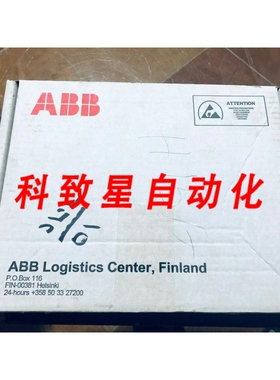 ABB
ATTENTION
科致星自动化
ABB Logistics Center, Finland
P.O.Box 116
FIN-00381 Helsinki
24-hours +358 50 33 27200